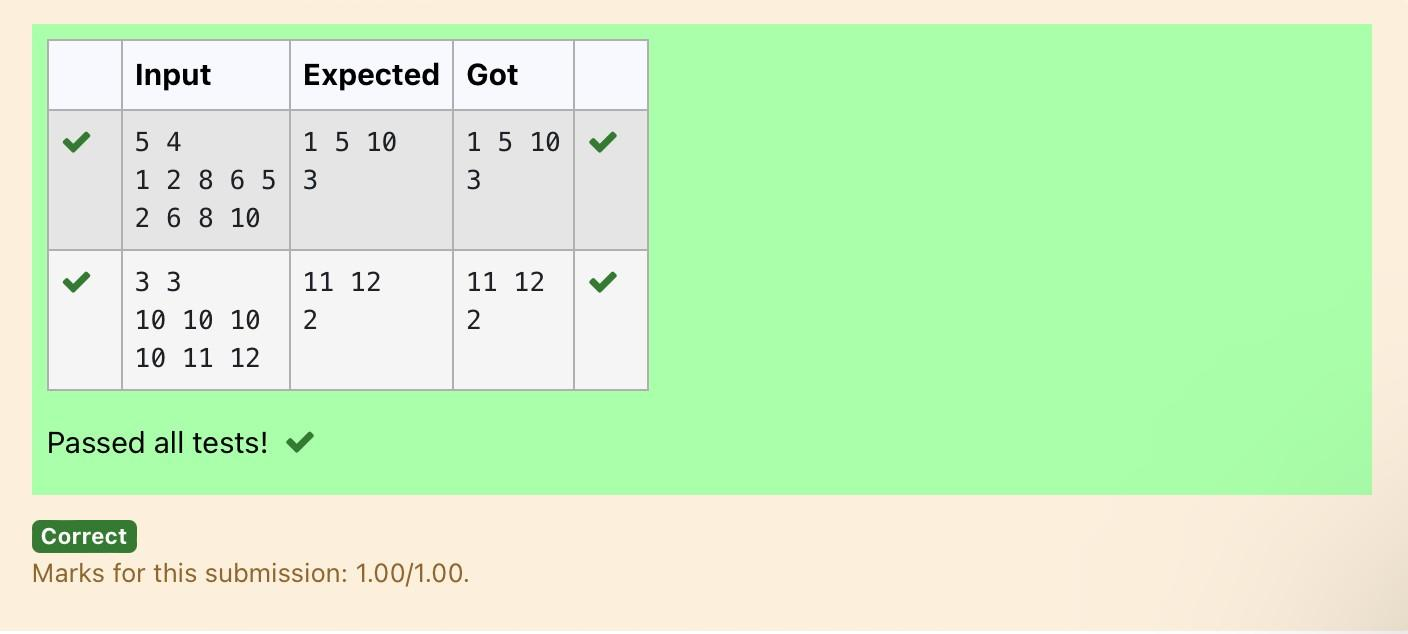 Input Expected Got
5 4 1 5 10 1 5 10
1 2 8 6 5 3 3
2 6 8 10
3 3 11 12 11 12
10 10 10 2 2
10 11 12
Passed all tests!
Correct
Marks for this submission: 1.00/1.00.